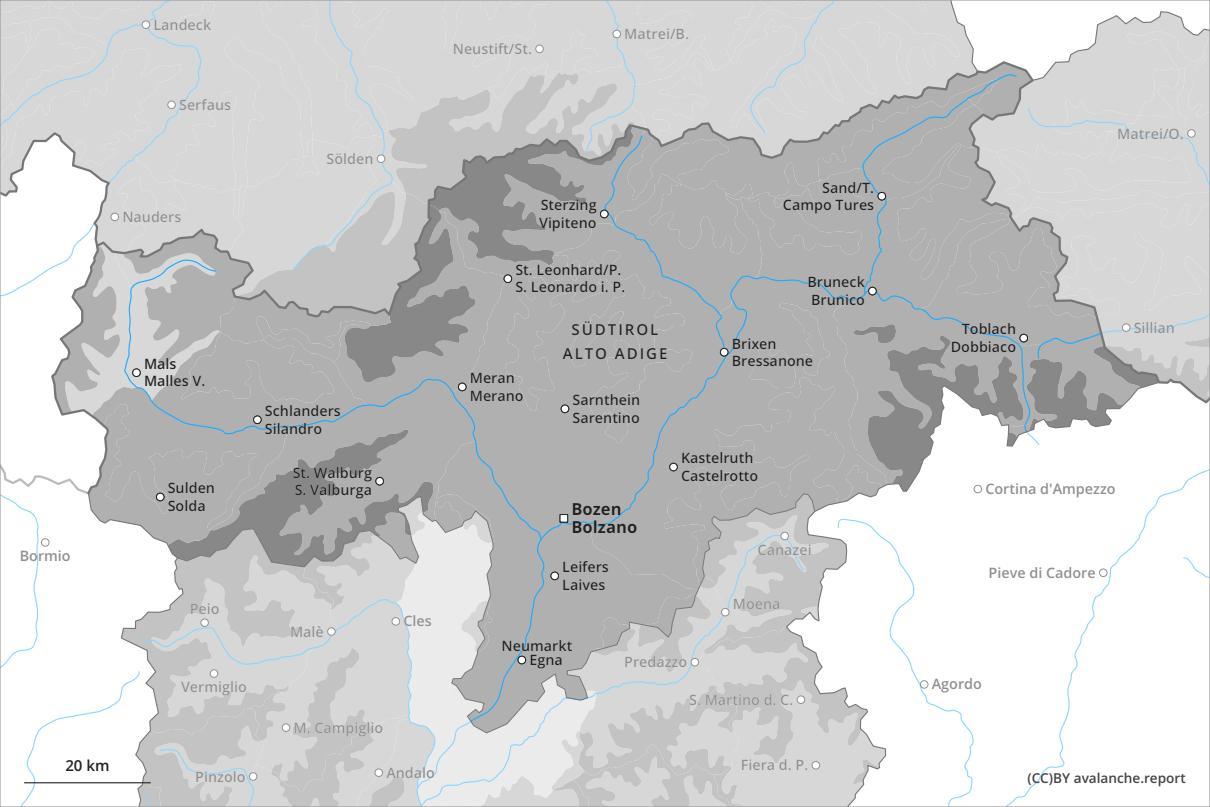 Landeck
Neustift/St.
Matrei/B.
Serfaus
Matrei/O.
Sölden
Nauders
Sand/T.
Campo Tures
Sterzing
Vipiteno
St. Leonhard/P.
S. Leonardo i. P.
Bruneck
Brunico
SÜDTIROL
ALTO ADIGE
Toblach
Dobbiaco
Sillian
Brixen
Bressanone
Mals
Malles V.
Meran
Merano
Schlanders
Silandro
Sarnthein
Sarentino
Kastelruth
Castelrotto
St. Walburg
S. Valburga
Sulden
Solda
Cortina d'Ampezzo
Bozen
Bolzano
Bormio
Canazei
Leifers
Laives
Pieve di Cadore
Peio
Moena
Malè
Cles
Neumarkt
Egna
Predazzo
Vermiglio
Agordo
S. Martino d. C.
M. Campiglio
20 km
Pinzolo
Andalo
Fiera d. P.
(CC)BY avalanche.report